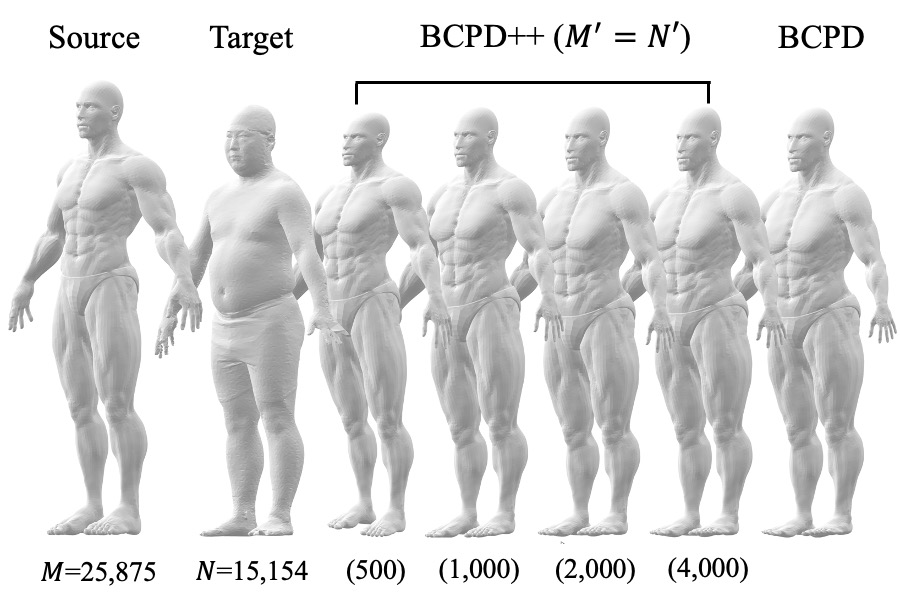 Source Target BCPD++ (M′ = N′) BCPD
M=25,875 N=15,154 (500) (1,000) (2,000) (4,000)